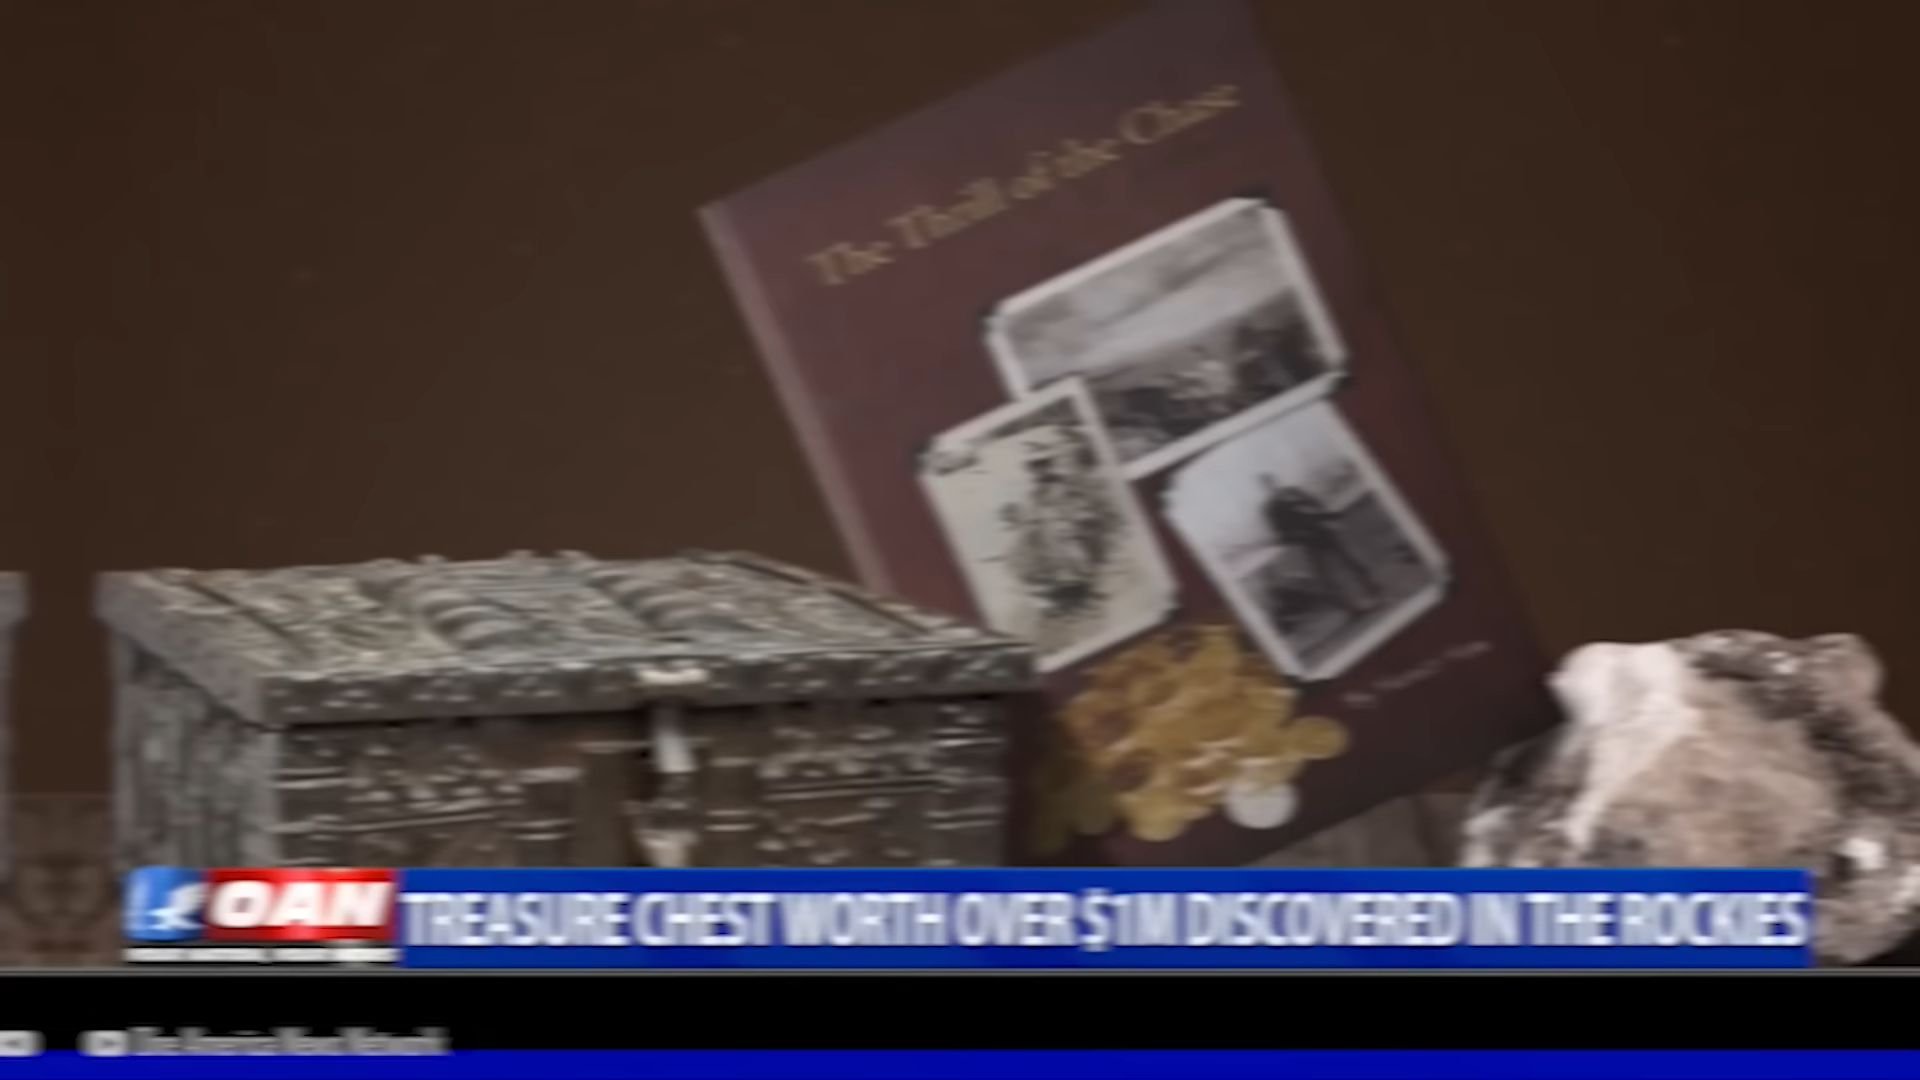 The Thrill of the Chase
OAN
TREASURE CHEST WORTH OVER $1M DISCOVERED IN THE ROCKIES